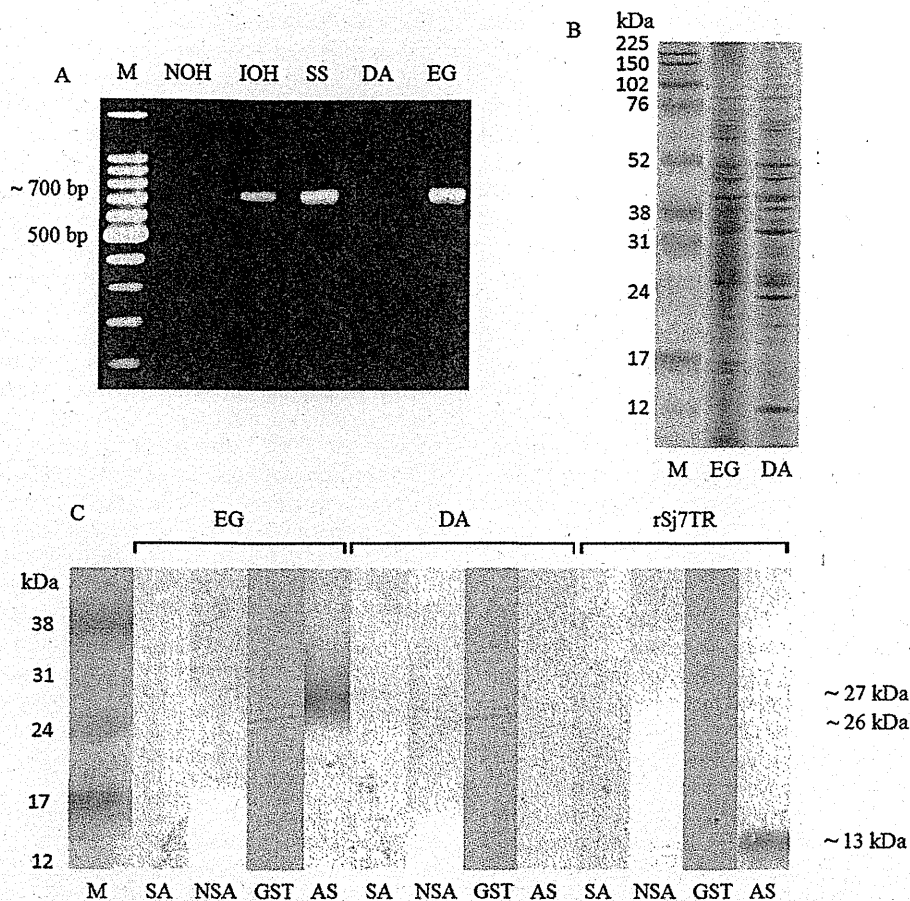 A M NOH IOH SS DA EG
~ 700 bp
500 bp
B
kDa
225
150
102
76
52
38
31
24
17
12
M EG DA
C
EG DA rSj7TR
kDa
38
31
24
17
12
~ 27 kDa
~ 26 kDa
~ 13 kDa
M SA NSA GST AS SA NSA GST AS SA NSA GST AS